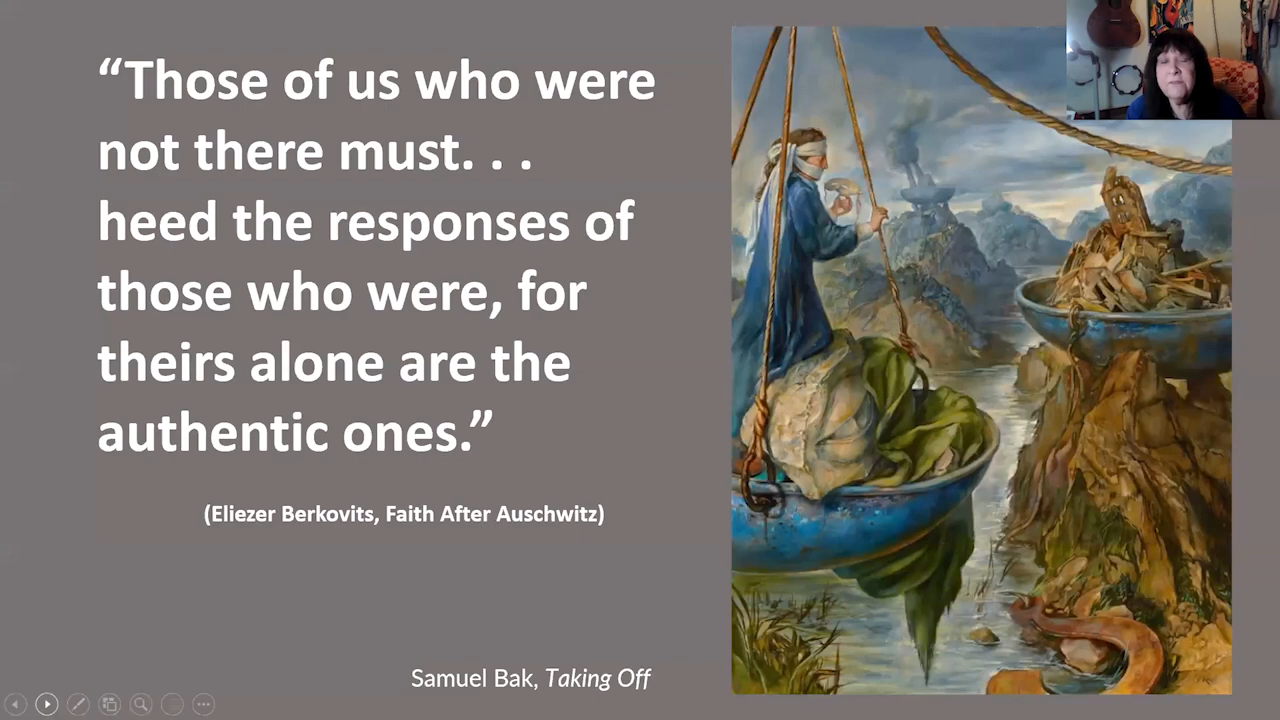 “Those of us who were
not there must. . .
heed the responses of
those who were, for
theirs alone are the
authentic ones.”
(Eliezer Berkovits, Faith After Auschwitz)
Samuel Bak, Taking Off